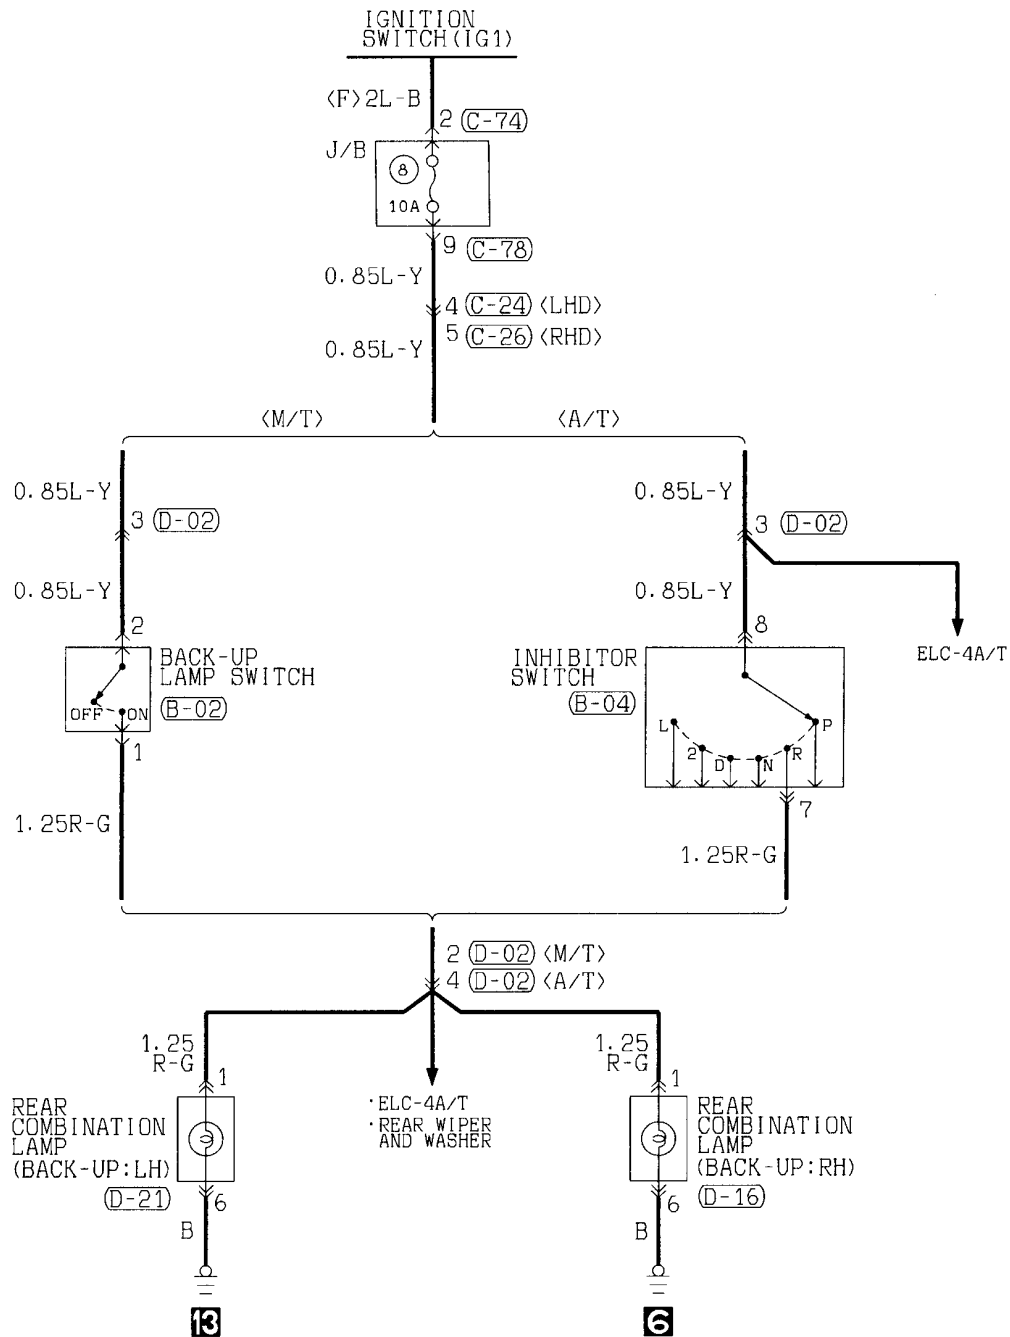 IGNITION
SWITCH(IG1)
<F>2L-B
2 (C-74)
J/B
8
10A
9 (C-78)
0.85L-Y
4 (C-24) <LHD>
5 (C-26) <RHD>
0.85L-Y
<M/T>
<A/T>
0.85L-Y
3 (D-02)
0.85L-Y
3 (D-02)
0.85L-Y
0.85L-Y
2
8
ELC-4A/T
BACK-UP
LAMP SWITCH
(B-02)
OFF
ON
1
INHIBITOR
SWITCH
(B-04)
L
2
D
N
R
P
7
1.25R-G
1.25R-G
2 (D-02) <M/T>
4 (D-02) <A/T>
1.25
R-G
1
1.25
R-G
1
REAR
COMBINATION
LAMP
(BACK-UP:LH)
(D-21)
6
·ELC-4A/T
·REAR WIPER
AND WASHER
REAR
COMBINATION
LAMP
(BACK-UP:RH)
(D-16)
6
B
B
13
6